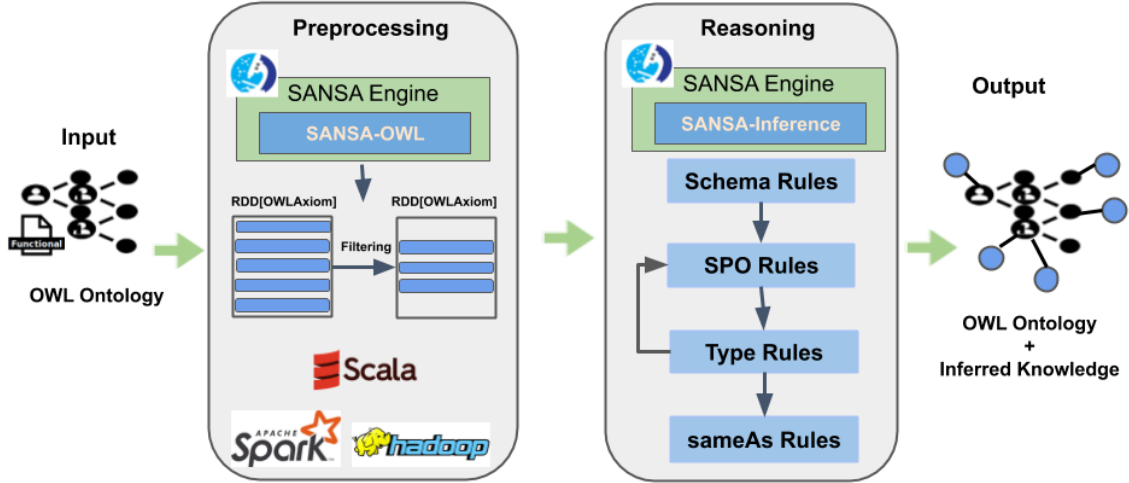 Input
Functional
OWL Ontology
Preprocessing
SANSA Engine
SANSA-OWL
RDD[OWLAxiom]
RDD[OWLAxiom]
Filtering
Scala
APACHE
Spark
hadoop
Reasoning
SANSA Engine
SANSA-Inference
Schema Rules
SPO Rules
Type Rules
sameAs Rules
Output
OWL Ontology
+
Inferred Knowledge